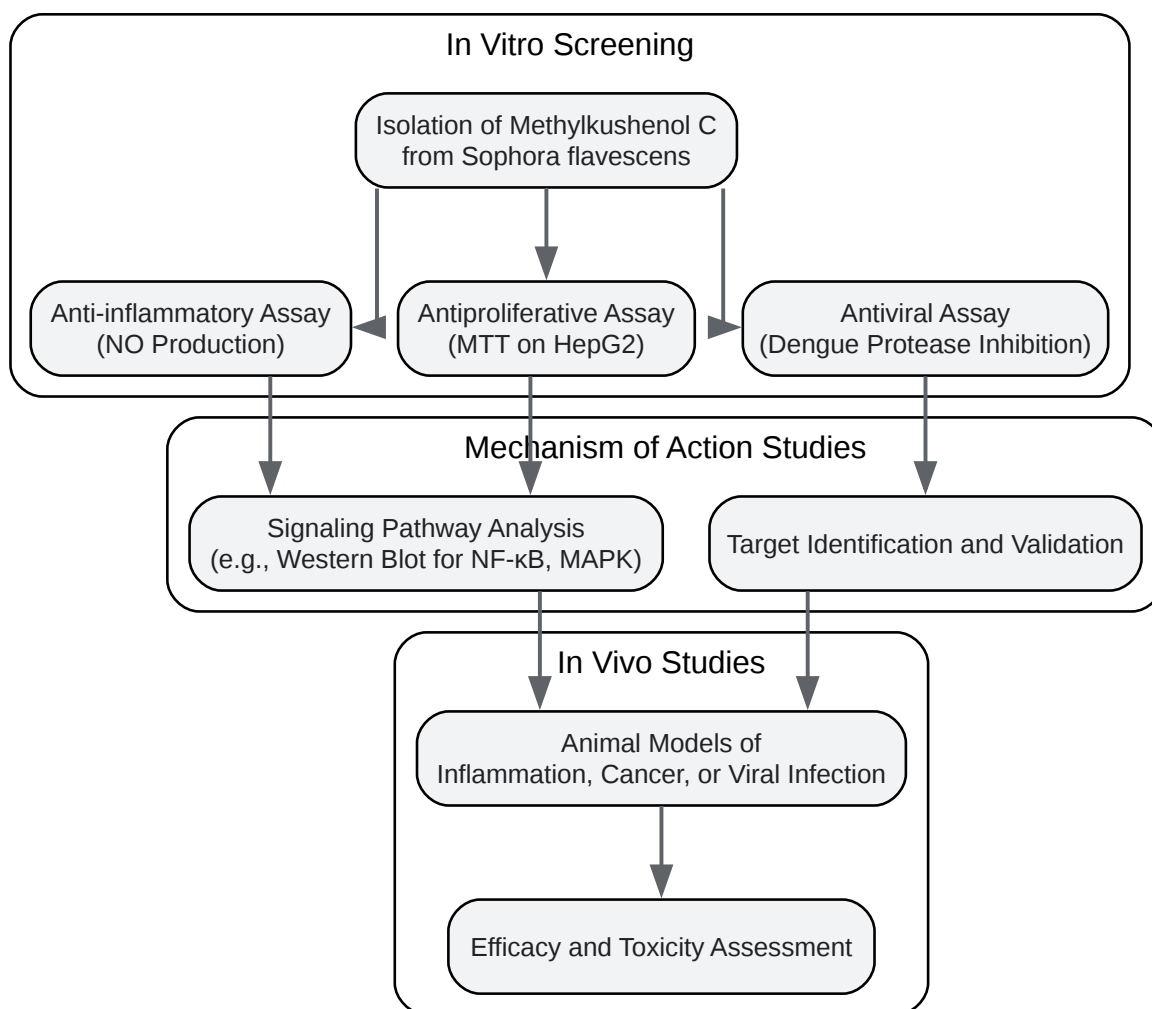 In Vitro Screening
Isolation of Methylkushenol C
from Sophora flavescens
Anti-inflammatory Assay
(NO Production)
Antiproliferative Assay
(MTT on HepG2)
Antiviral Assay
(Dengue Protease Inhibition)
Mechanism of Action Studies
Signaling Pathway Analysis
(e.g., Western Blot for NF-κB, MAPK)
Target Identification and Validation
In Vivo Studies
Animal Models of
Inflammation, Cancer, or Viral Infection
Efficacy and Toxicity Assessment